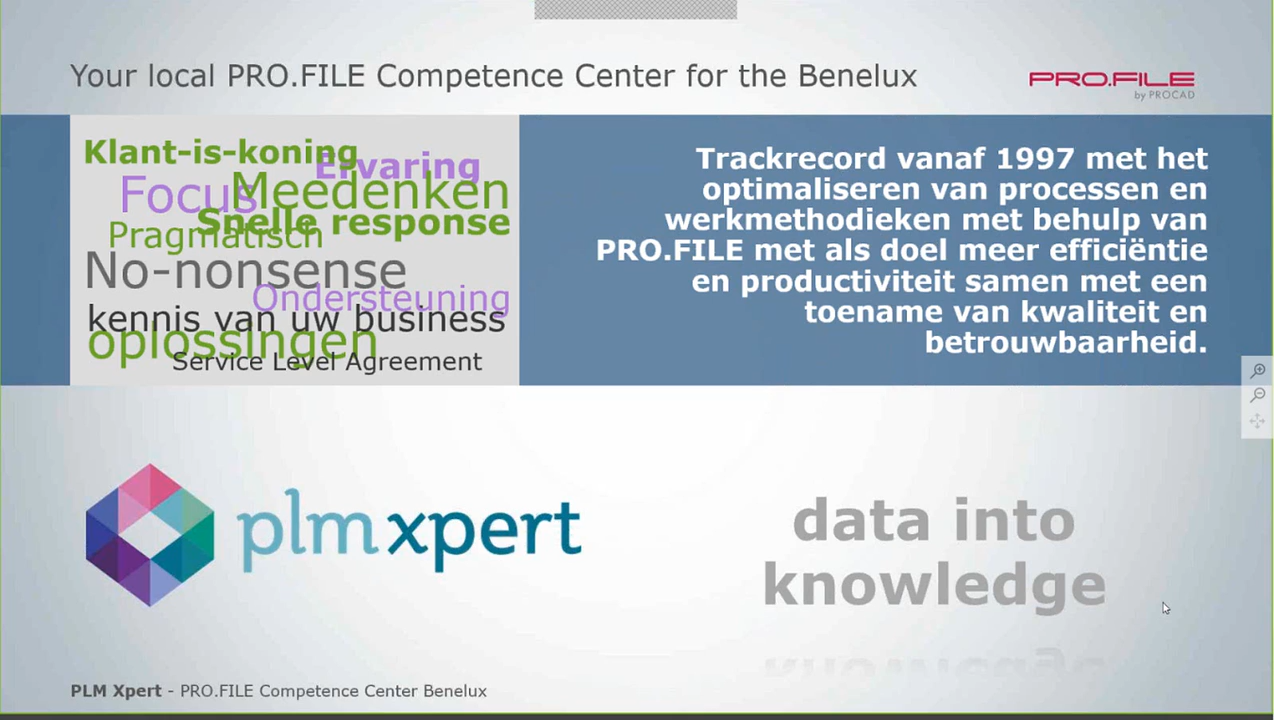 Your local PRO.FILE Competence Center for the Benelux
PRO.FILE
by PROCAD
Klant-is-koning
Ervaring
Focus
Meedenken
Snelle response
Pragmatisch
No-nonsense
Ondersteuning
kennis van uw business
oplossingen
Service Level Agreement
Trackrecord vanaf 1997 met het
optimaliseren van processen en
werkmethodieken met behulp van
PRO.FILE met als doel meer efficiëntie
en productiviteit samen met een
toename van kwaliteit en
betrouwbaarheid.
plm xpert
data into
knowledge
PLM Xpert - PRO.FILE Competence Center Benelux